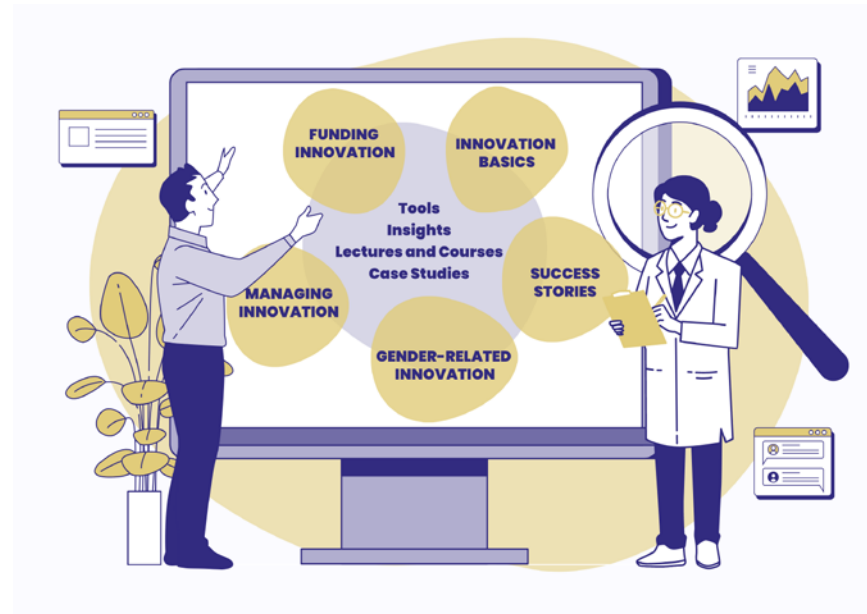 FUNDING
INNOVATION
INNOVATION
BASICS
Tools
Insights
Lectures and Courses
Case Studies
MANAGING
INNOVATION
SUCCESS
STORIES
GENDER-RELATED
INNOVATION